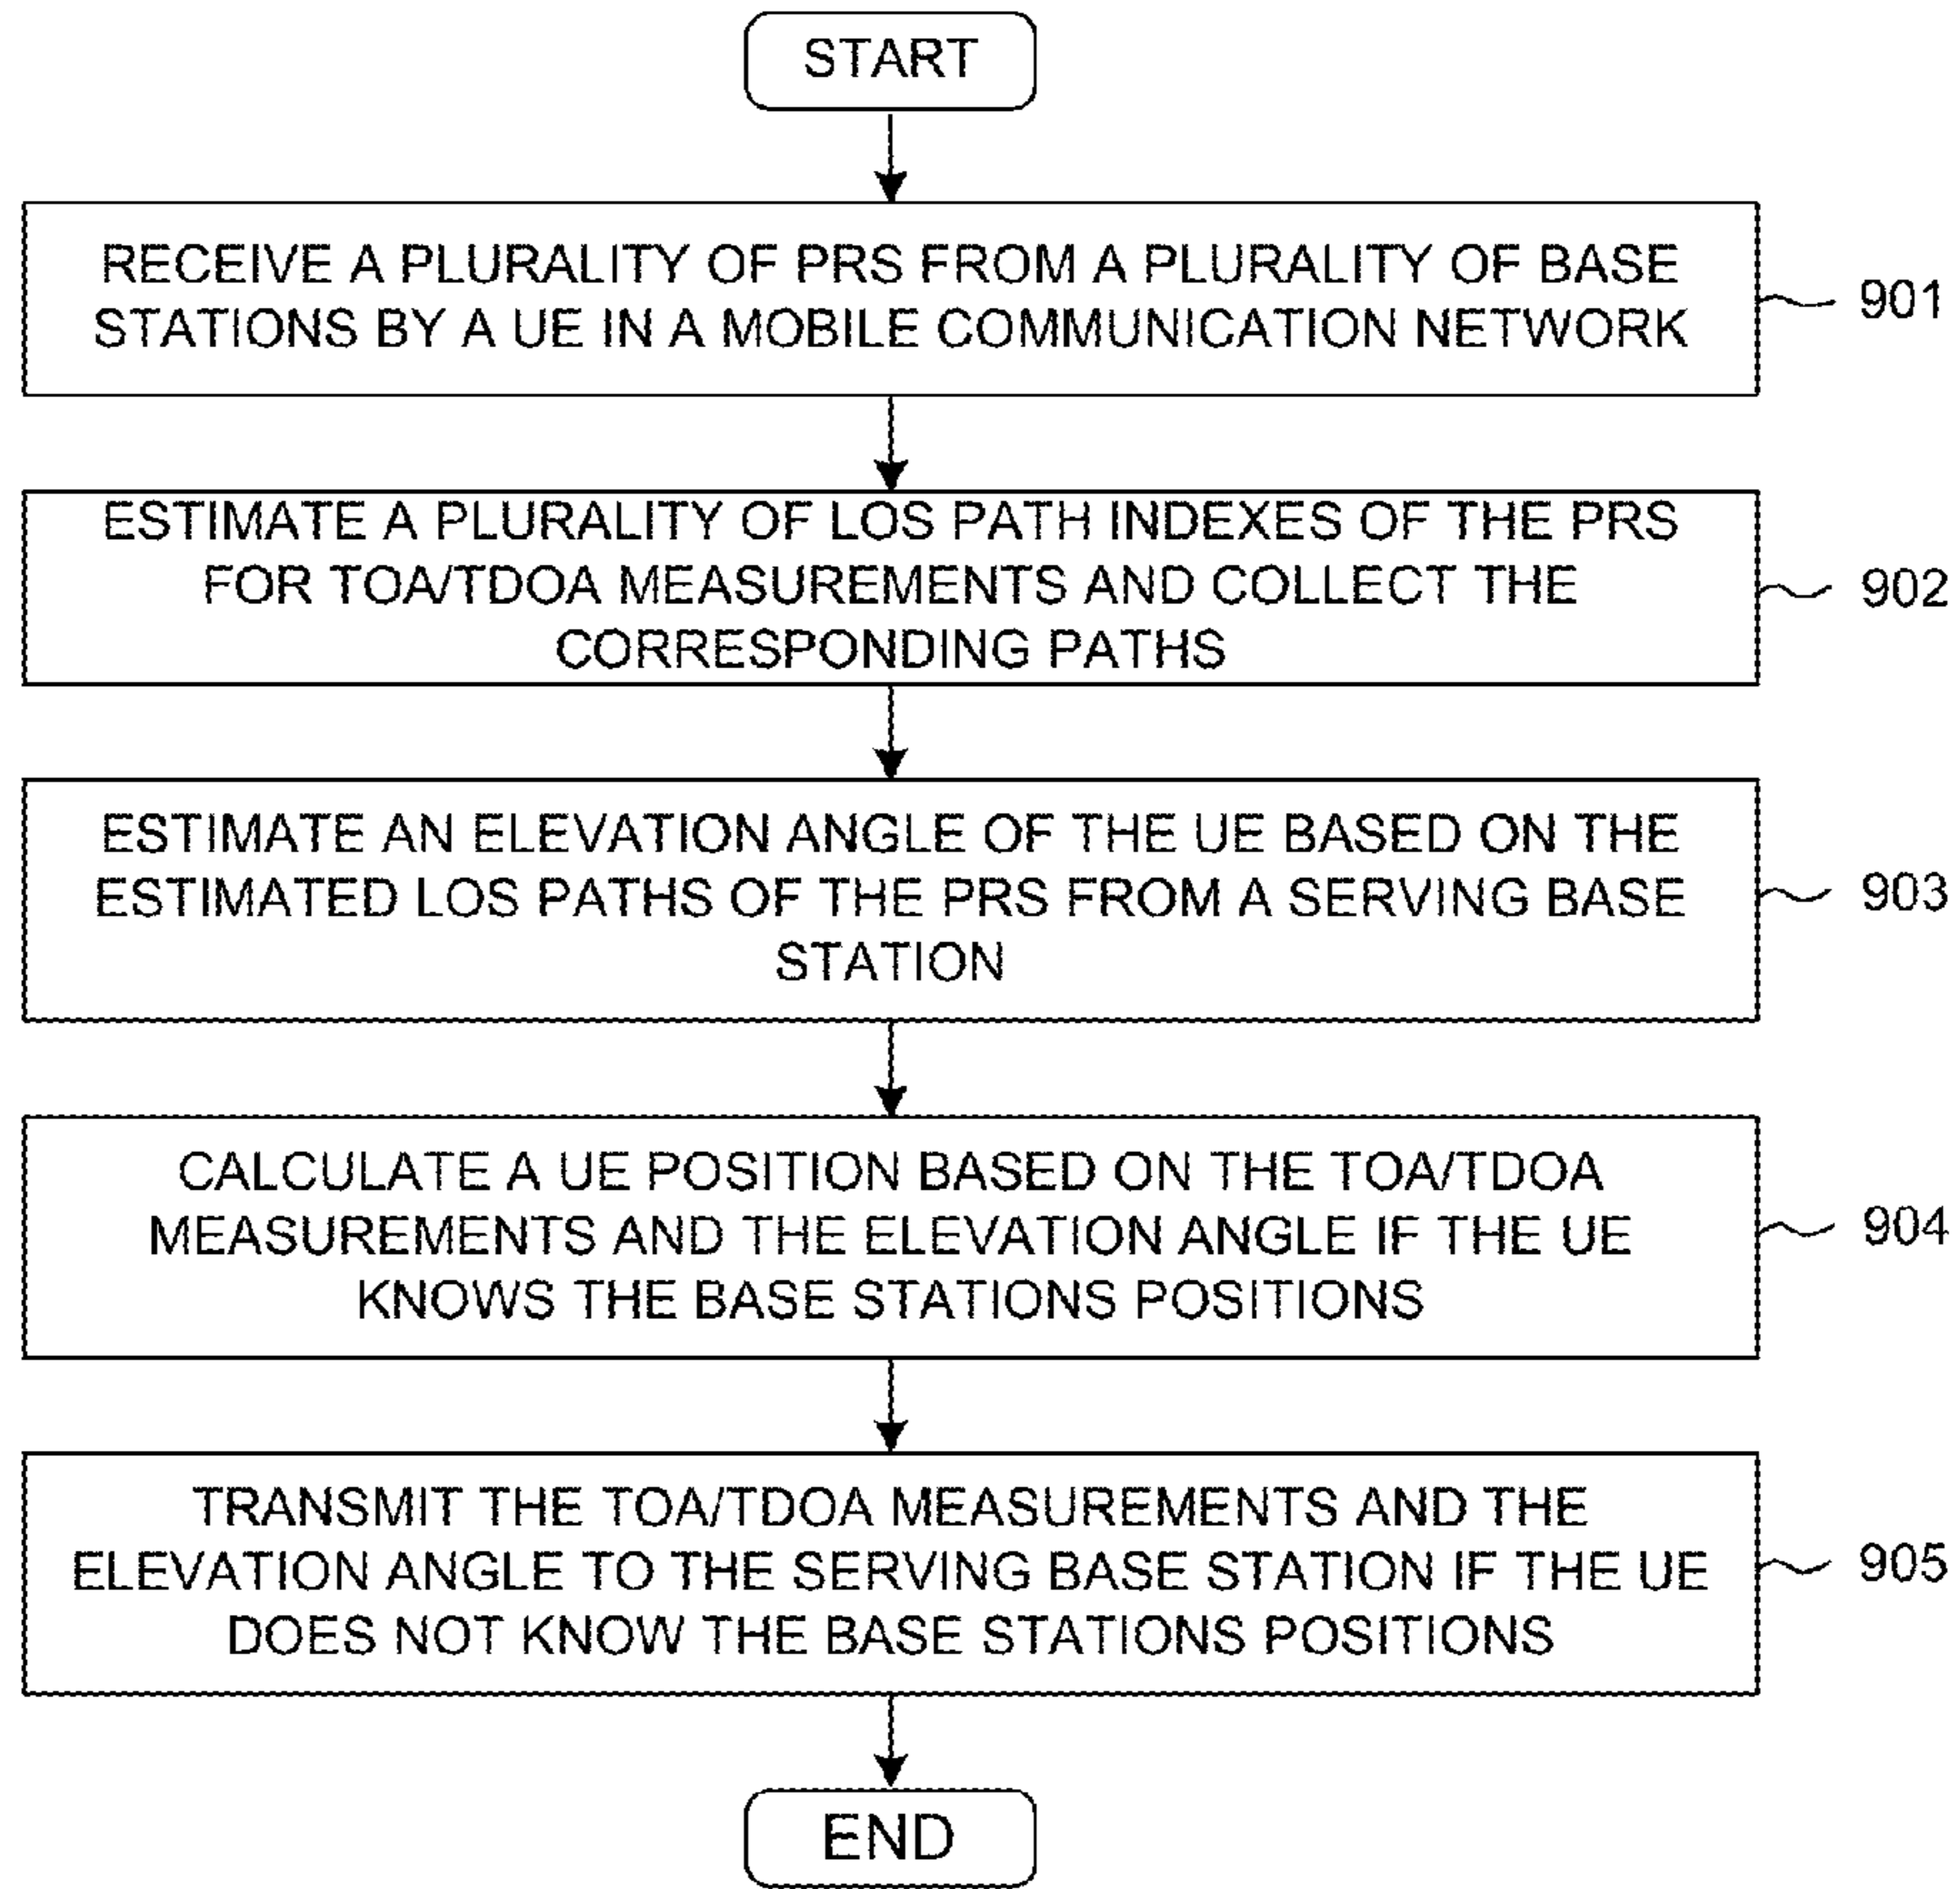 START
RECEIVE A PLURALITY OF PRS FROM A PLURALITY OF BASE
STATIONS BY A UE IN A MOBILE COMMUNICATION NETWORK
901
ESTIMATE A PLURALITY OF LOS PATH INDEXES OF THE PRS
FOR TOA/TDOA MEASUREMENTS AND COLLECT THE
CORRESPONDING PATHS
902
ESTIMATE AN ELEVATION ANGLE OF THE UE BASED ON THE
ESTIMATED LOS PATHS OF THE PRS FROM A SERVING BASE
STATION
903
CALCULATE A UE POSITION BASED ON THE TOA/TDOA
MEASUREMENTS AND THE ELEVATION ANGLE IF THE UE
KNOWS THE BASE STATIONS POSITIONS
904
TRANSMIT THE TOA/TDOA MEASUREMENTS AND THE
ELEVATION ANGLE TO THE SERVING BASE STATION IF THE UE
DOES NOT KNOW THE BASE STATIONS POSITIONS
905
END